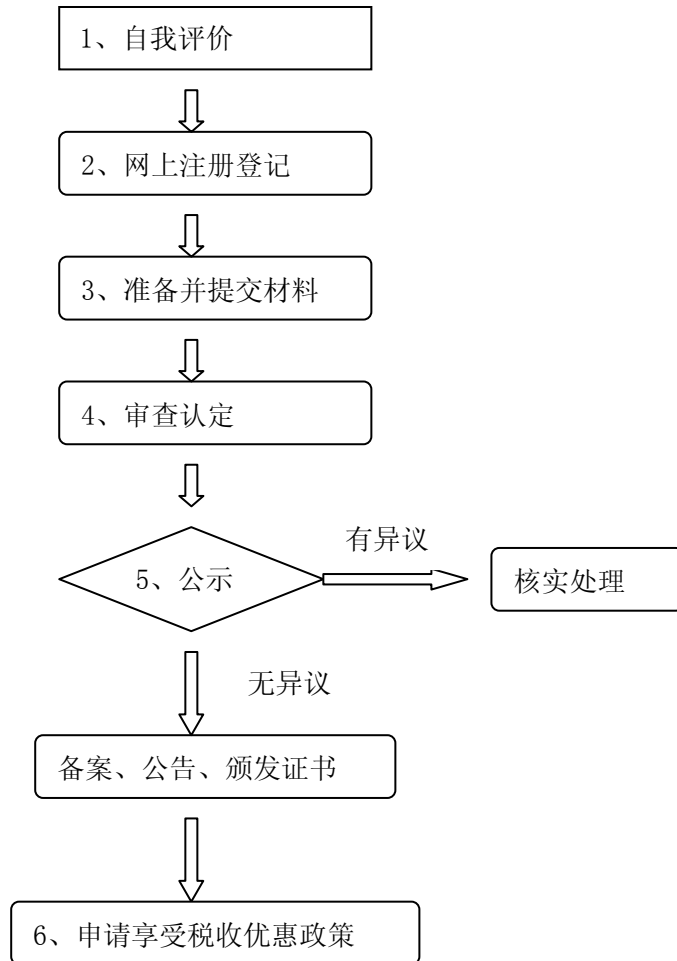 1、自我评价
2、网上注册登记
3、准备并提交材料
4、审查认定
有异议
5、公示
核实处理
无异议
备案、公告、颁发证书
6、申请享受税收优惠政策